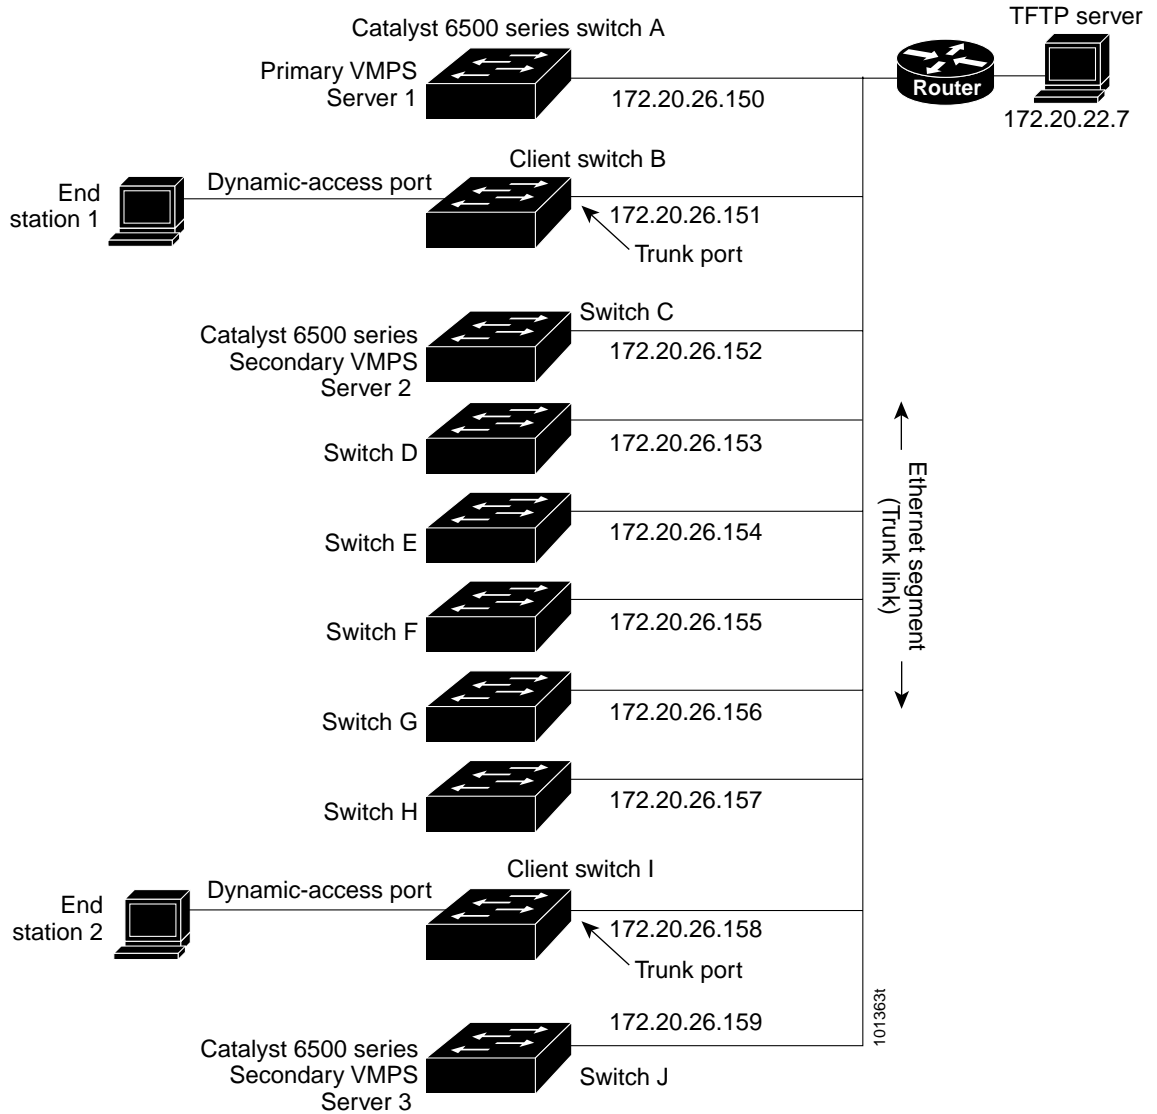 Catalyst 6500 series switch A
TFTP server
Primary VMPS
Server 1
172.20.26.150
Router
172.20.22.7
Client switch B
End
station 1
Dynamic-access port
172.20.26.151
Trunk port
Switch C
Catalyst 6500 series
Secondary VMPS
Server 2
172.20.26.152
Switch D
172.20.26.153
Ethernet segment
(Trunk link)
Switch E
172.20.26.154
Switch F
172.20.26.155
Switch G
172.20.26.156
Switch H
172.20.26.157
Client switch I
End
station 2
Dynamic-access port
172.20.26.158
Trunk port
101363t
172.20.26.159
Catalyst 6500 series
Secondary VMPS
Server 3
Switch J